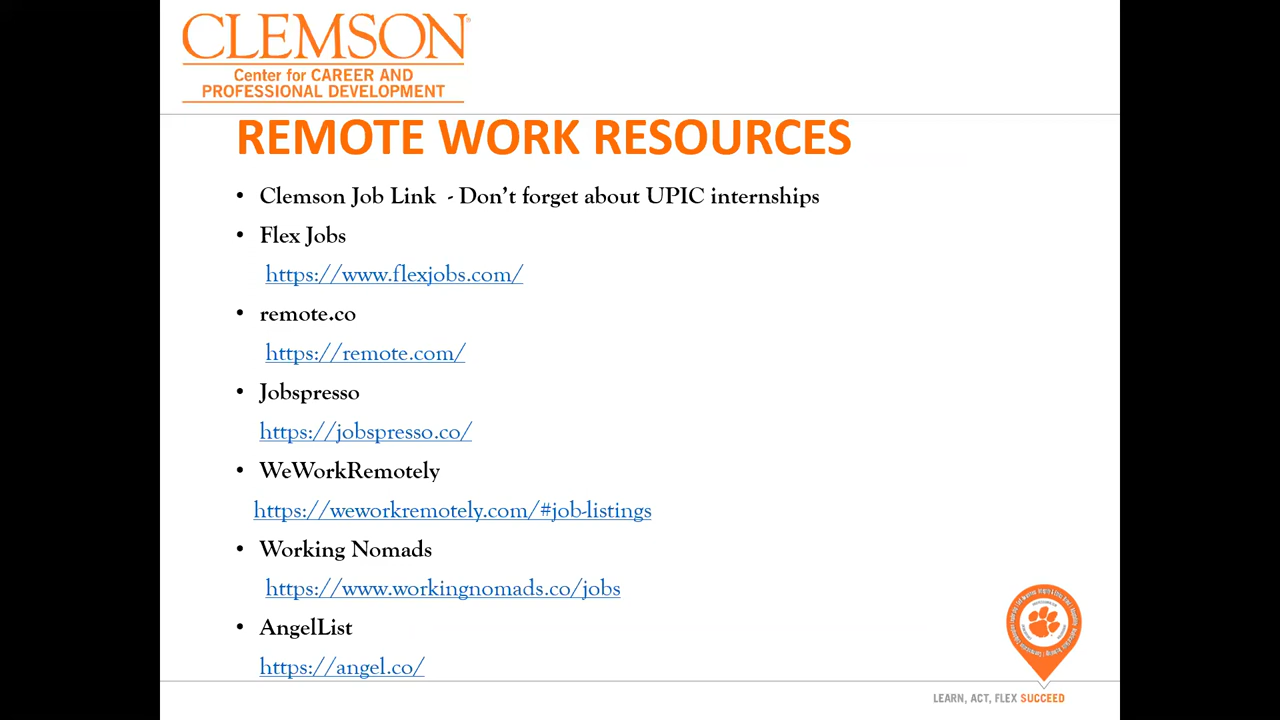 CLEMSON®
Center for CAREER AND
PROFESSIONAL DEVELOPMENT
REMOTE WORK RESOURCES
• Clemson Job Link - Don't forget about UPIC internships
• Flex Jobs
https://www.flexjobs.com/
• remote.co
https://remote.com/
• Jobspresso
https://jobspresso.co/
• WeWorkRemotely
https://weworkremotely.com/#job-listings
• Working Nomads
https://www.workingnomads.co/jobs
• AngelList
https://angel.co/
LEARN, ACT, FLEX SUCCEED